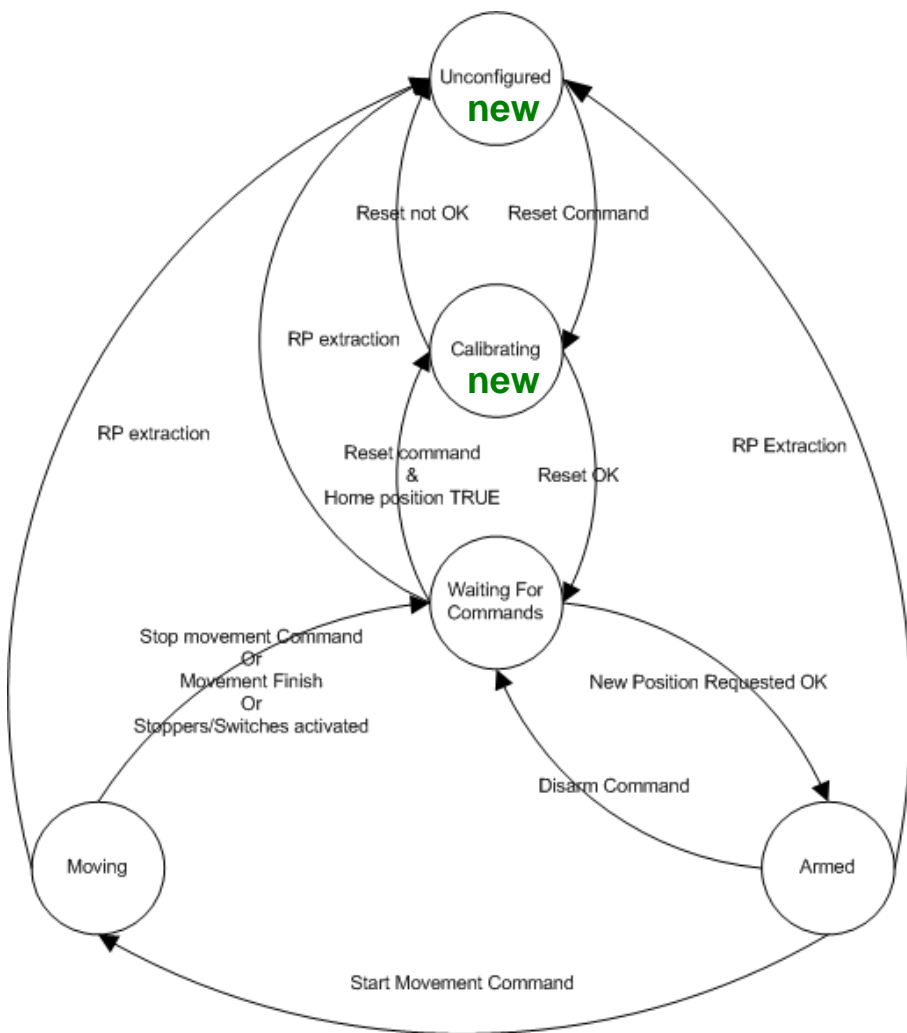 Unconfigured
new
Reset not OK
Reset Command
RP extraction
Calibrating
new
RP extraction
RP Extraction
Reset command
&
Home position TRUE
Reset OK
Waiting For
Commands
Stop movement Command
Or
Movement Finish
Or
Stoppers/Switches activated
New Position Requested OK
Disarm Command
Moving
Armed
Start Movement Command